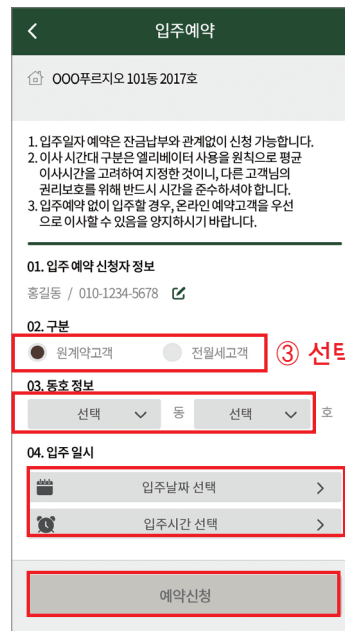 입주예약
OOO푸르지오 101동 2017호
1. 입주일자 예약은 잔금납부와 관계없이 신청 가능합니다.
2. 이사 시간대 구분은 엘리베이터 사용을 원칙으로 평균
이사시간을 고려하여 지정한 것이니, 다른 고객님의
권리보호를 위해 반드시 시간을 준수하셔야 합니다.
3. 입주예약 없이 입주할 경우, 온라인 예약고객을 우선
으로 이사할 수 있음을 양지하시기 바랍니다.
01. 입주 예약 신청자 정보
홍길동 / 010-1234-5678
02. 구분
원계약고객 전월세고객 ③ 선택
03. 동호 정보
선택 동 선택 호
04. 입주 일시
입주날짜 선택
입주시간 선택
예약신청